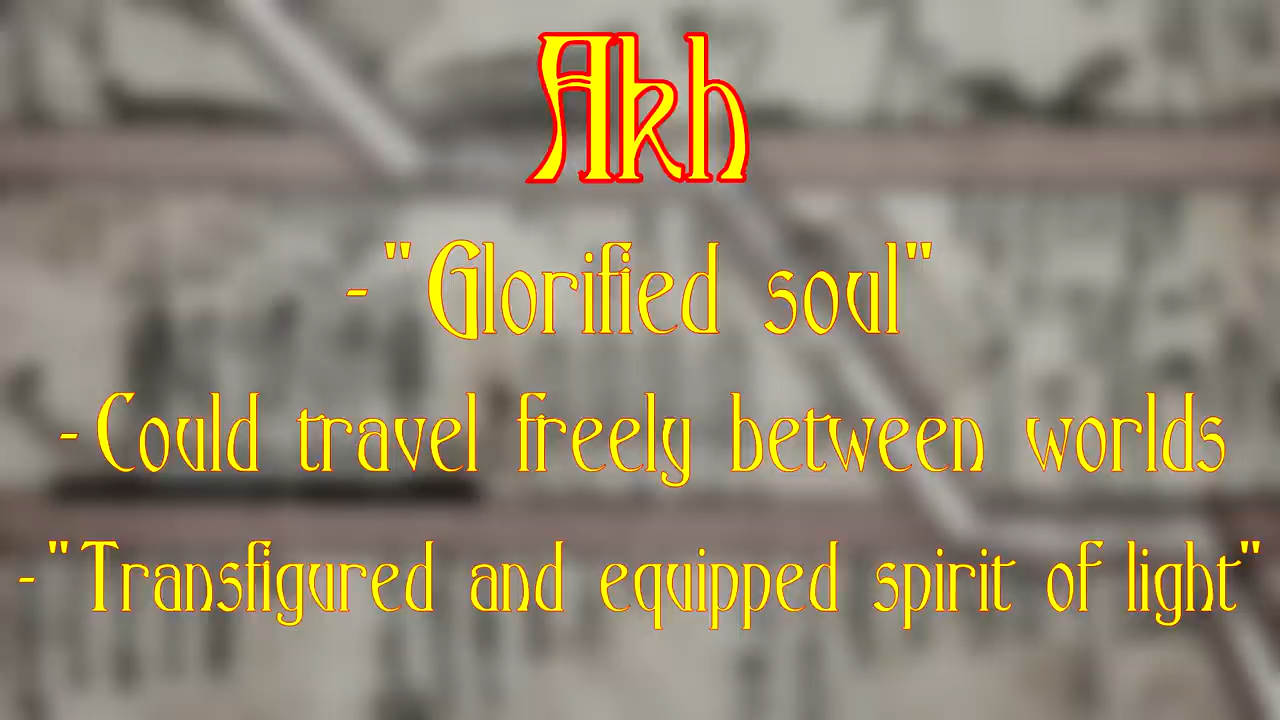 Akh
- "Glorified soul"
- Could travel freely between worlds
- "Transfigured and equipped spirit of light"